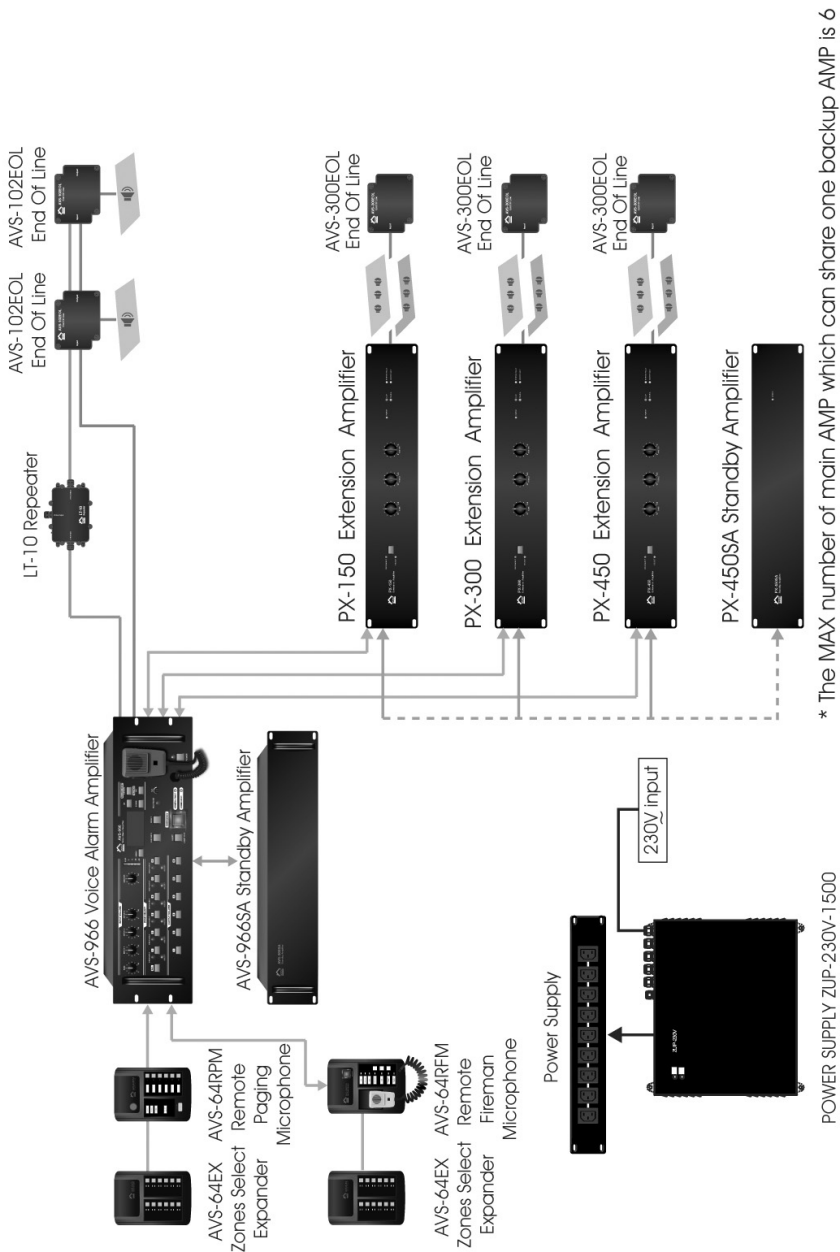 AVS-102EOL
End Of Line
AVS-102EOL
End Of Line
LT-10 Repeater
AVS-966 Voice Alarm Amplifier
AVS-966SA Standby Amplifier
AVS-64RPM
Remote
Paging
Microphone
AVS-64EX
Zones Select
Expander
AVS-64RFM
Remote
Fireman
Microphone
AVS-64EX
Zones Select
Expander
AVS-300EOL
End Of Line
PX-150 Extension Amplifier
AVS-300EOL
End Of Line
PX-300 Extension Amplifier
AVS-300EOL
End Of Line
PX-450 Extension Amplifier
PX-450SA Standby Amplifier
Power Supply
230V input
ZUP-230V
POWER SUPPLY ZUP-230V-1500
* The MAX number of main AMP which can share one backup AMP is 6